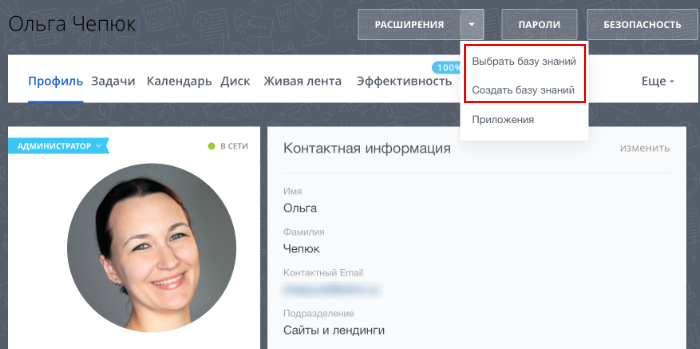 Ольга Чепюк
РАСШИРЕНИЯ
ПАРОЛИ
БЕЗОПАСНОСТЬ
Выбрать базу знаний
Создать базу знаний
Приложения
100%
Профиль Задачи Календарь Диск Живая лента Эффективность Еще
АДМИНИСТРАТОР
В СЕТИ
Контактная информация
изменить
Имя
Ольга
Фамилия
Чепюк
Контактный Email
Подразделение
Сайты и лендинги